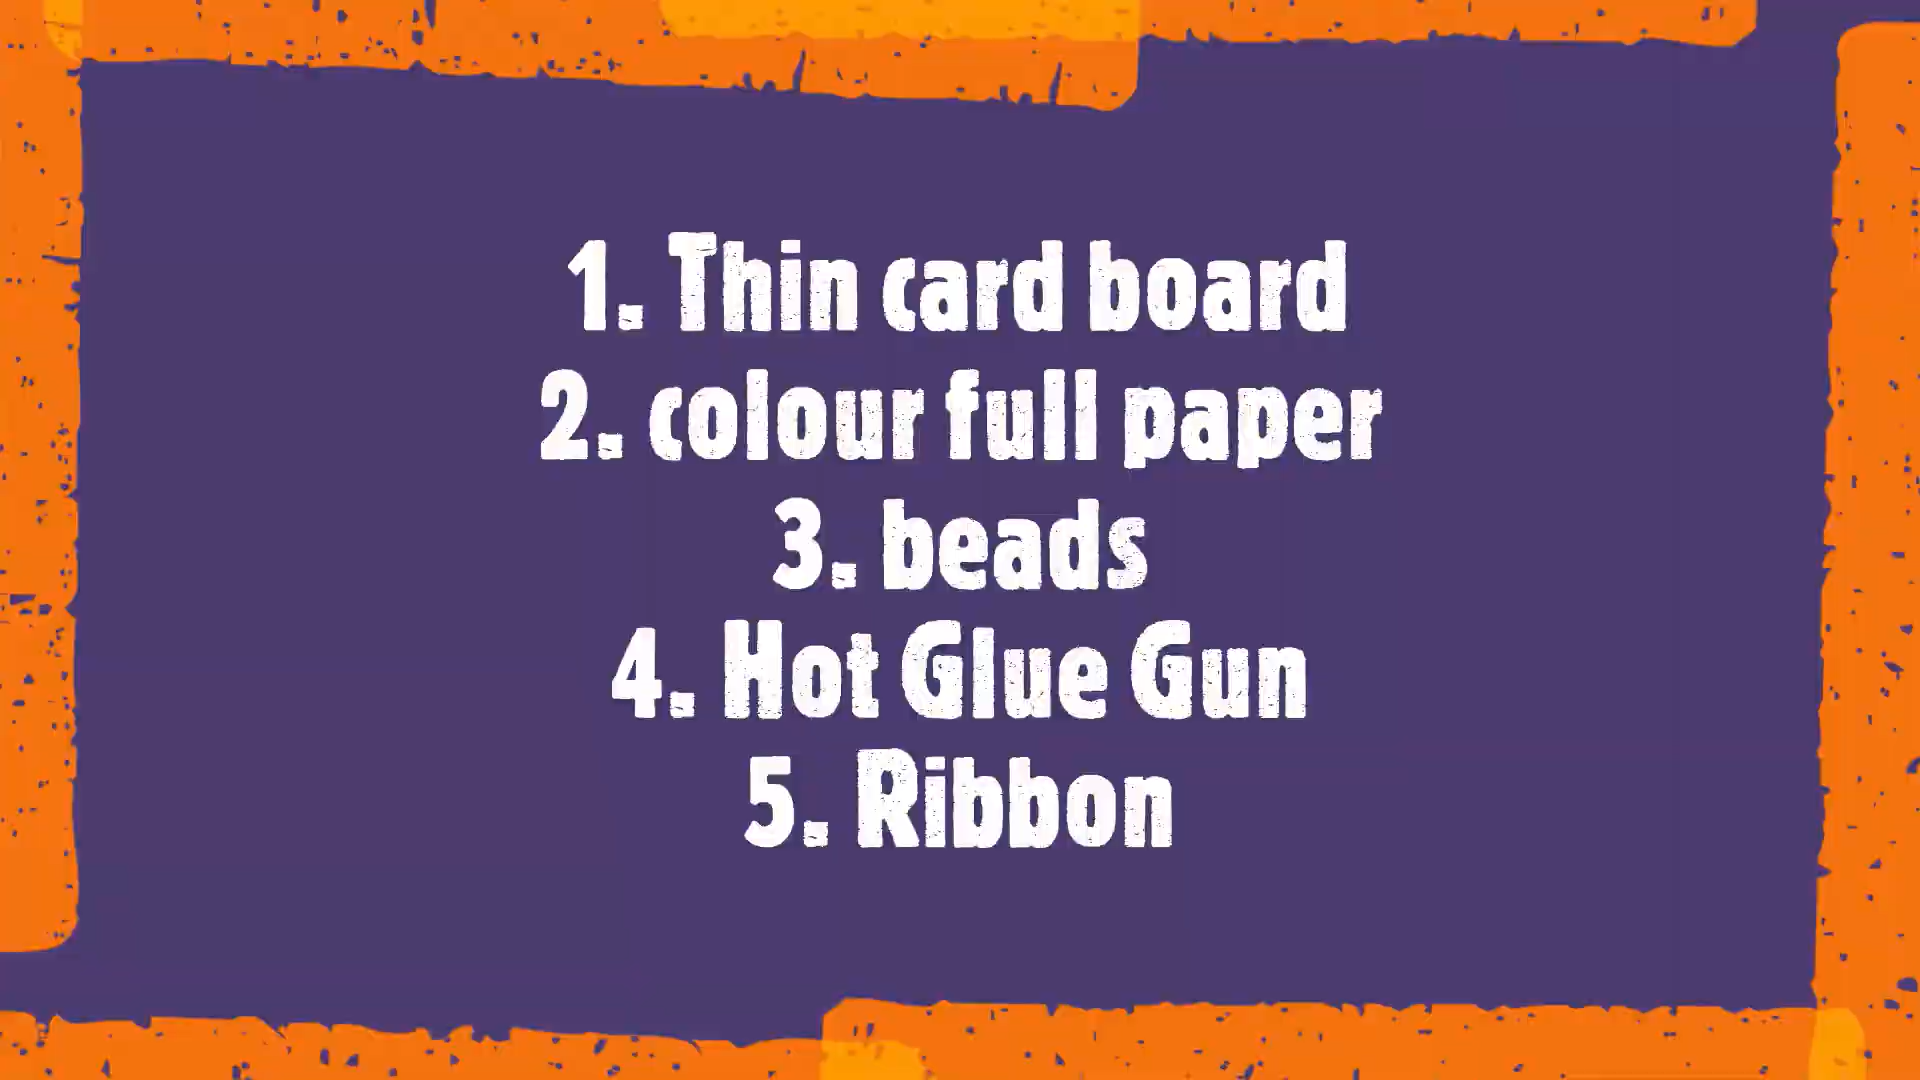 1. Thin card board
2. colour full paper
3. beads
4. Hot Glue Gun
5. Ribbon